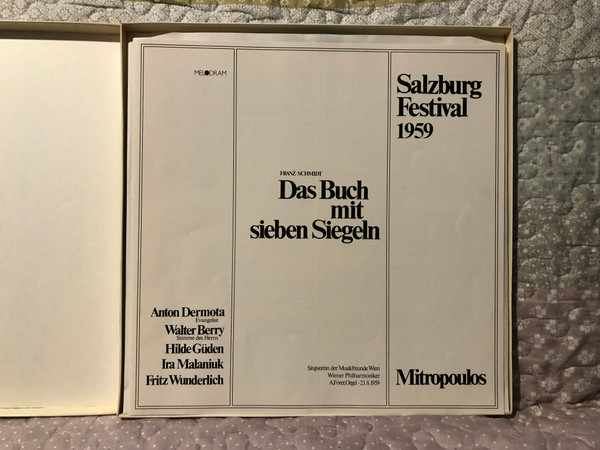 MELODRAM
Salzburg
Festival
1959
FRANZ SCHMIDT
Das Buch
mit
sieben Siegeln
Anton Dermota
Evangelist
Walter Berry
Stimme des Herrn
Hilde Güden
Ira Malaniuk
Fritz Wunderlich
Singverein der Musikfreunde Wien
Wiener Philharmoniker
A.Forer, Orgel · 23.8.1959
Mitropoulos